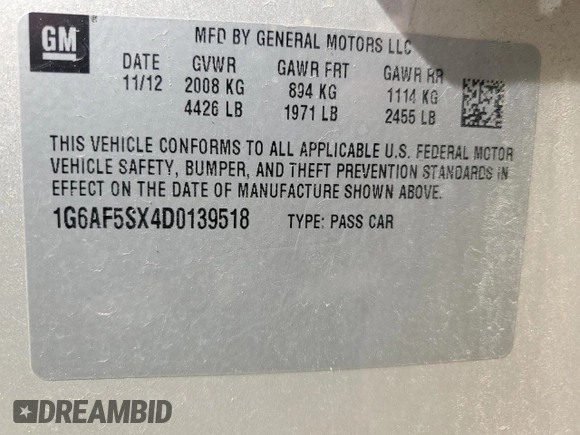 GM
MFD BY GENERAL MOTORS LLC
DATE GVWR GAWR FRT GAWR RR
11/12 2008 KG 894 KG 1114 KG
4426 LB 1971 LB 2455 LB
THIS VEHICLE CONFORMS TO ALL APPLICABLE U.S. FEDERAL MOTOR
VEHICLE SAFETY, BUMPER, AND THEFT PREVENTION STANDARDS IN
EFFECT ON THE DATE OF MANUFACTURE SHOWN ABOVE.
1G6AF5SX4D0139518 TYPE: PASS CAR
DREAMBID